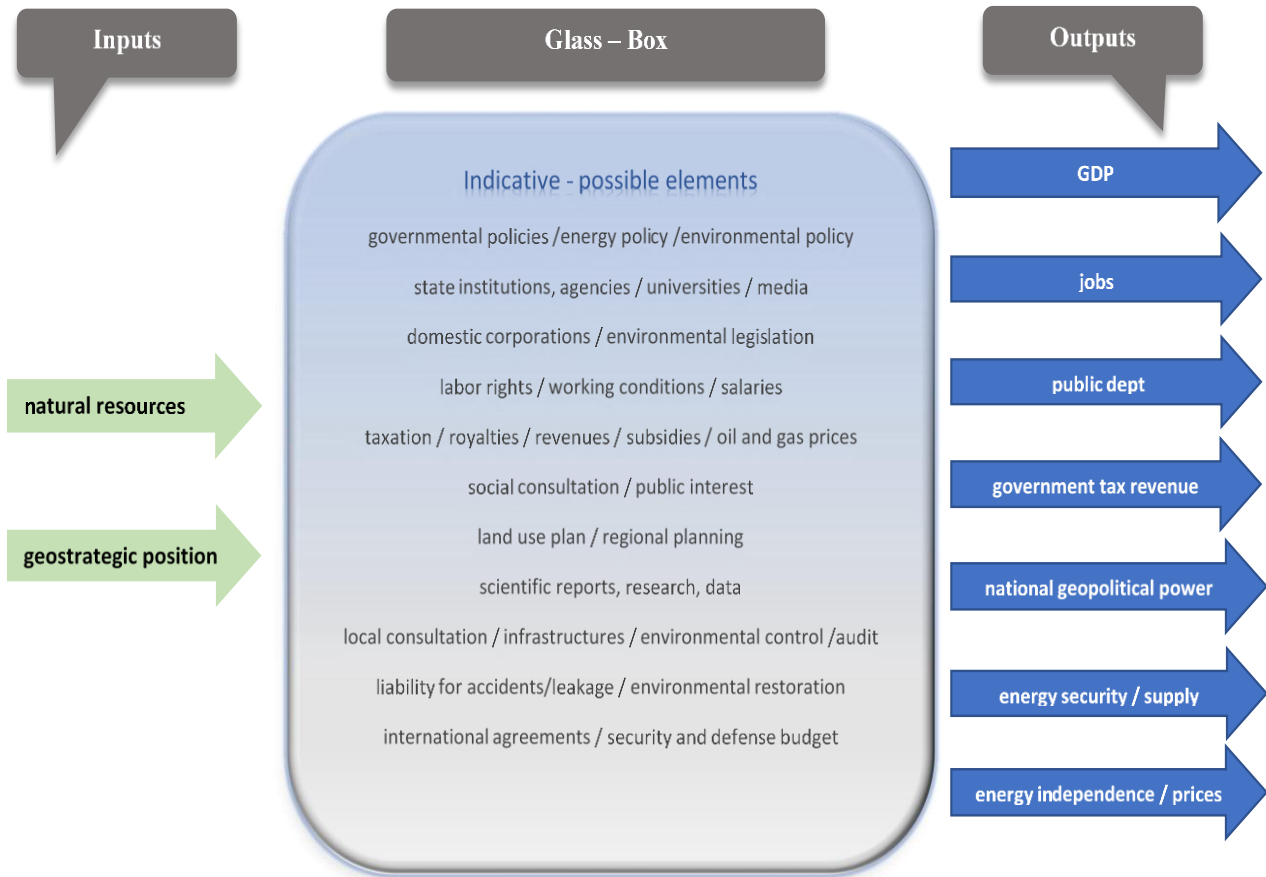 Inputs
Glass – Box
Outputs
Indicative - possible elements
governmental policies /energy policy /environmental policy
state institutions, agencies / universities / media
domestic corporations / environmental legislation
labor rights / working conditions / salaries
taxation / royalties / revenues / subsidies / oil and gas prices
social consultation / public interest
land use plan / regional planning
scientific reports, research, data
local consultation / infrastructures / environmental control /audit
liability for accidents/leakage / environmental restoration
international agreements / security and defense budget
natural resources
geostrategic position
GDP
jobs
public dept
government tax revenue
national geopolitical power
energy security / supply
energy independence / prices